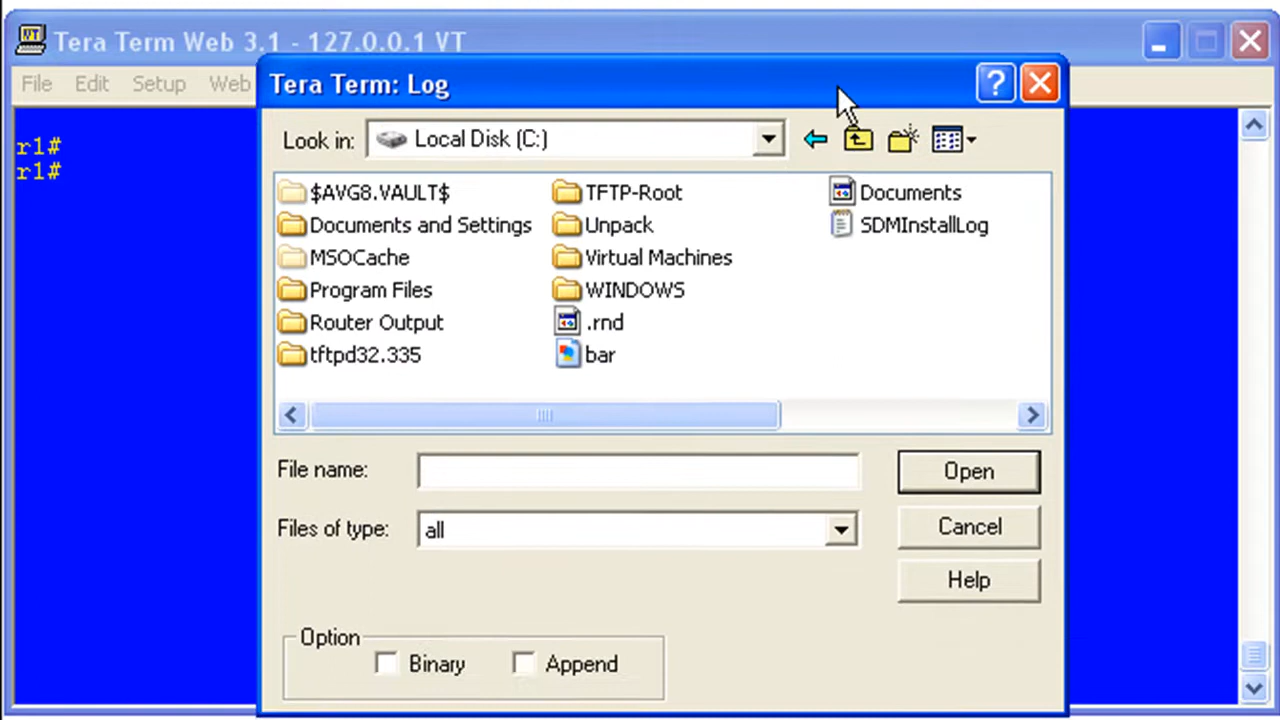 Tera Term Web 3.1 - 127.0.0.1 VT
File Edit Setup Web
Tera Term: Log
Look in: Local Disk (C:)
r1#
r1#
$AVG8.VAULT$ TFTP-Root Documents
Documents and Settings Unpack SDMInstallLog
MSOCache Virtual Machines
Program Files WINDOWS
Router Output .rnd
tftpd32.335 bar
File name: Open
Files of type: all Cancel
Help
Option
Binary Append